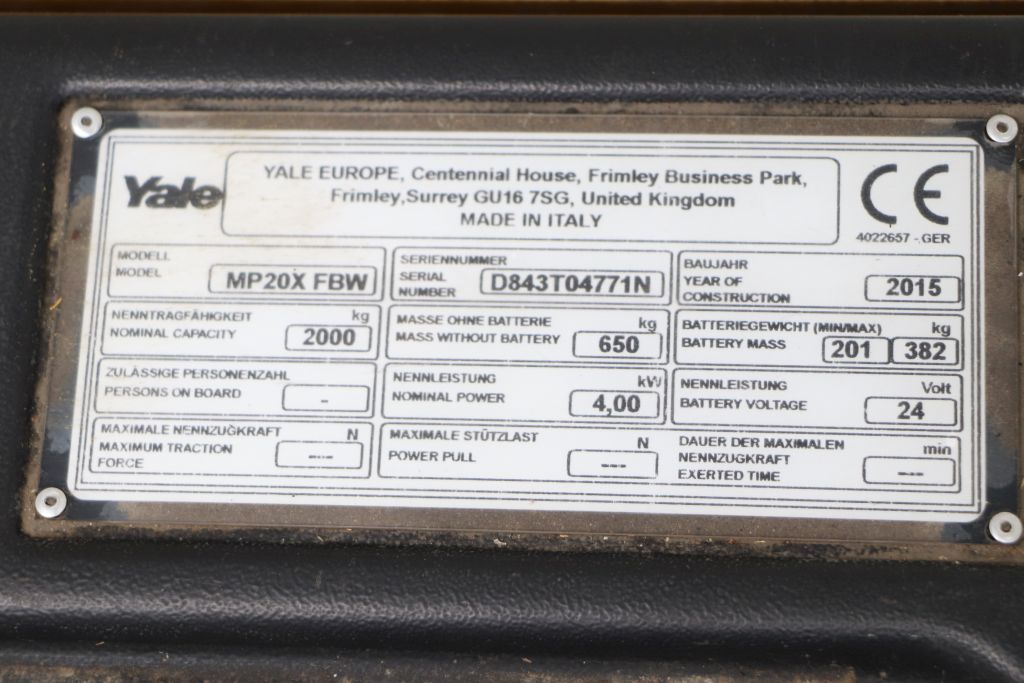 Yale
YALE EUROPE, Centennial House, Frimley Business Park,
Frimley,Surrey GU16 7SG, United Kingdom
MADE IN ITALY
CE
4022657 - GER
MODELL
MODEL
MP20X FBW
SERIENNUMMER
SERIAL
NUMBER
D843T04771N
BAUJAHR
YEAR OF
CONSTRUCTION
2015
NENNTRAGFÄHIGKEIT kg
NOMINAL CAPACITY
2000
MASSE OHNE BATTERIE kg
MASS WITHOUT BATTERY
650
BATTERIEGEWICHT (MIN/MAX) kg
BATTERY MASS
201 382
ZULÄSSIGE PERSONENZAHL
PERSONS ON BOARD
-
NENNLEISTUNG kW
NOMINAL POWER
4,00
NENNLEISTUNG Volt
BATTERY VOLTAGE
24
MAXIMALE NENNZUGKRAFT N
MAXIMUM TRACTION
FORCE
---
MAXIMALE STÜTZLAST N
POWER PULL
---
DAUER DER MAXIMALEN
NENNZUGKRAFT min
EXERTED TIME
---